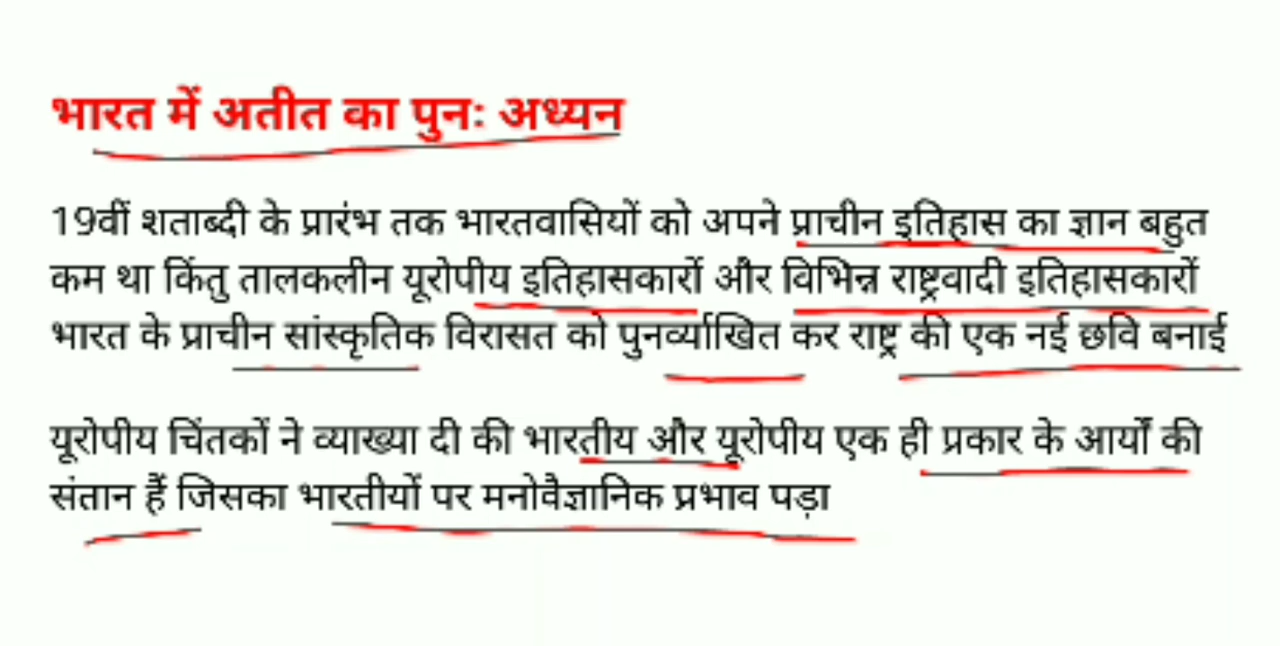 भारत में अतीत का पुनः अध्यन
19वीं शताब्दी के प्रारंभ तक भारतवासियों को अपने प्राचीन इतिहास का ज्ञान बहुत
कम था किंतु तालकलीन यूरोपीय इतिहासकारों और विभिन्न राष्ट्रवादी इतिहासकारों
भारत के प्राचीन सांस्कृतिक विरासत को पुनर्व्याखित कर राष्ट्र की एक नई छवि बनाई
यूरोपीय चिंतकों ने व्याख्या दी की भारतीय और यूरोपीय एक ही प्रकार के आर्यों की
संतान हैं जिसका भारतीयों पर मनोवैज्ञानिक प्रभाव पड़ा